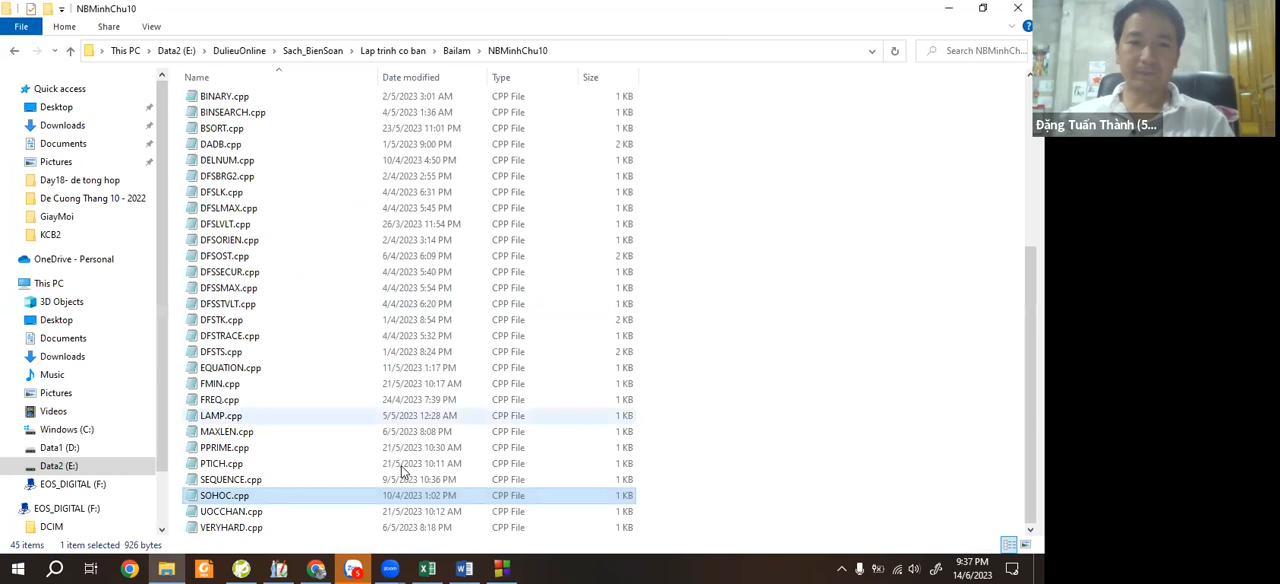 NBMinhChu10
File Home Share View
This PC > Data2 (E:) > DulieuOnline > Sach_BienSoan > Lap trinh co ban > Bailam > NBMinhChu10
Search NBMinhCh...
Đặng Tuấn Thành (5...
Quick access
Desktop
Downloads
Documents
Pictures
Day18- de tong hop
De Cuong Thang 10 - 2022
GiayMoi
KCB2
OneDrive - Personal
This PC
3D Objects
Desktop
Documents
Downloads
Music
Pictures
Videos
Windows (C:)
Data1 (D:)
Data2 (E:)
EOS_DIGITAL (F:)
EOS_DIGITAL (F:)
DCIM
Name Date modified Type Size
BINARY.cpp 2/5/2023 3:01 AM CPP File 1 KB
BINSEARCH.cpp 4/5/2023 1:36 AM CPP File 1 KB
BSORT.cpp 23/5/2023 11:01 PM CPP File 1 KB
DADB.cpp 1/5/2023 9:00 PM CPP File 2 KB
DELNUM.cpp 10/4/2023 4:50 PM CPP File 1 KB
DFSBRG2.cpp 2/4/2023 2:55 PM CPP File 1 KB
DFSLK.cpp 4/4/2023 6:31 PM CPP File 1 KB
DFSLMAX.cpp 4/4/2023 5:45 PM CPP File 1 KB
DFSLVLT.cpp 26/3/2023 11:54 PM CPP File 1 KB
DFSORIEN.cpp 2/4/2023 3:14 PM CPP File 1 KB
DFSOST.cpp 6/4/2023 6:09 PM CPP File 2 KB
DFSSECUR.cpp 4/4/2023 5:40 PM CPP File 1 KB
DFSSMAX.cpp 4/4/2023 5:54 PM CPP File 1 KB
DFSSTVLT.cpp 4/4/2023 6:20 PM CPP File 1 KB
DFSTK.cpp 1/4/2023 8:54 PM CPP File 2 KB
DFSTRACE.cpp 4/4/2023 5:32 PM CPP File 1 KB
DFSTS.cpp 1/4/2023 8:24 PM CPP File 2 KB
EQUATION.cpp 11/5/2023 1:17 PM CPP File 1 KB
FMIN.cpp 21/5/2023 10:17 AM CPP File 1 KB
FREQ.cpp 24/4/2023 7:39 PM CPP File 1 KB
LAMP.cpp 5/5/2023 12:28 AM CPP File 1 KB
MAXLEN.cpp 6/5/2023 8:08 PM CPP File 1 KB
PPRIME.cpp 21/5/2023 10:30 AM CPP File 1 KB
PTICH.cpp 21/5/2023 10:11 AM CPP File 1 KB
SEQUENCE.cpp 9/5/2023 10:36 PM CPP File 1 KB
SOHOC.cpp 10/4/2023 1:02 PM CPP File 1 KB
UOCCHAN.cpp 21/5/2023 10:12 AM CPP File 1 KB
VERYHARD.cpp 6/5/2023 8:18 PM CPP File 1 KB
45 items 1 item selected 926 bytes
9:37 PM
14/6/2023